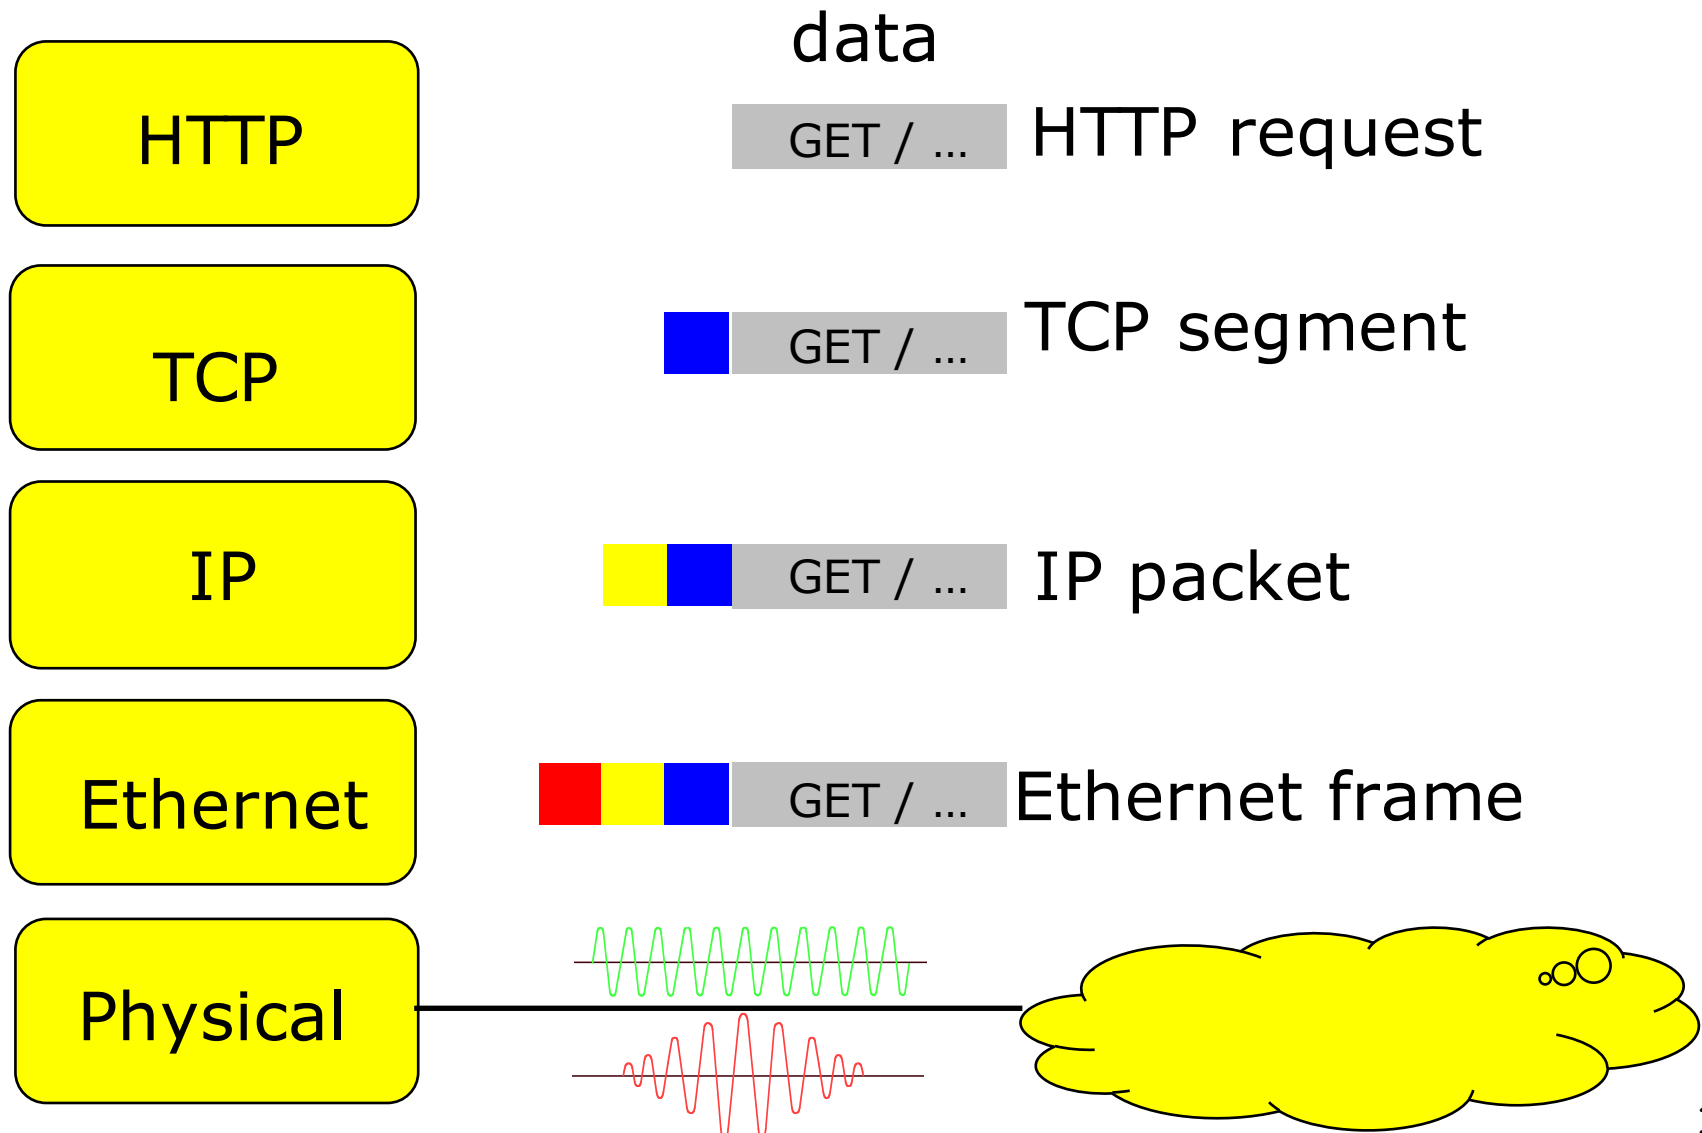 data
HTTP
GET / ...
HTTP request
TCP
GET / ...
TCP segment
IP
GET / ...
IP packet
Ethernet
GET / ...
Ethernet frame
Physical